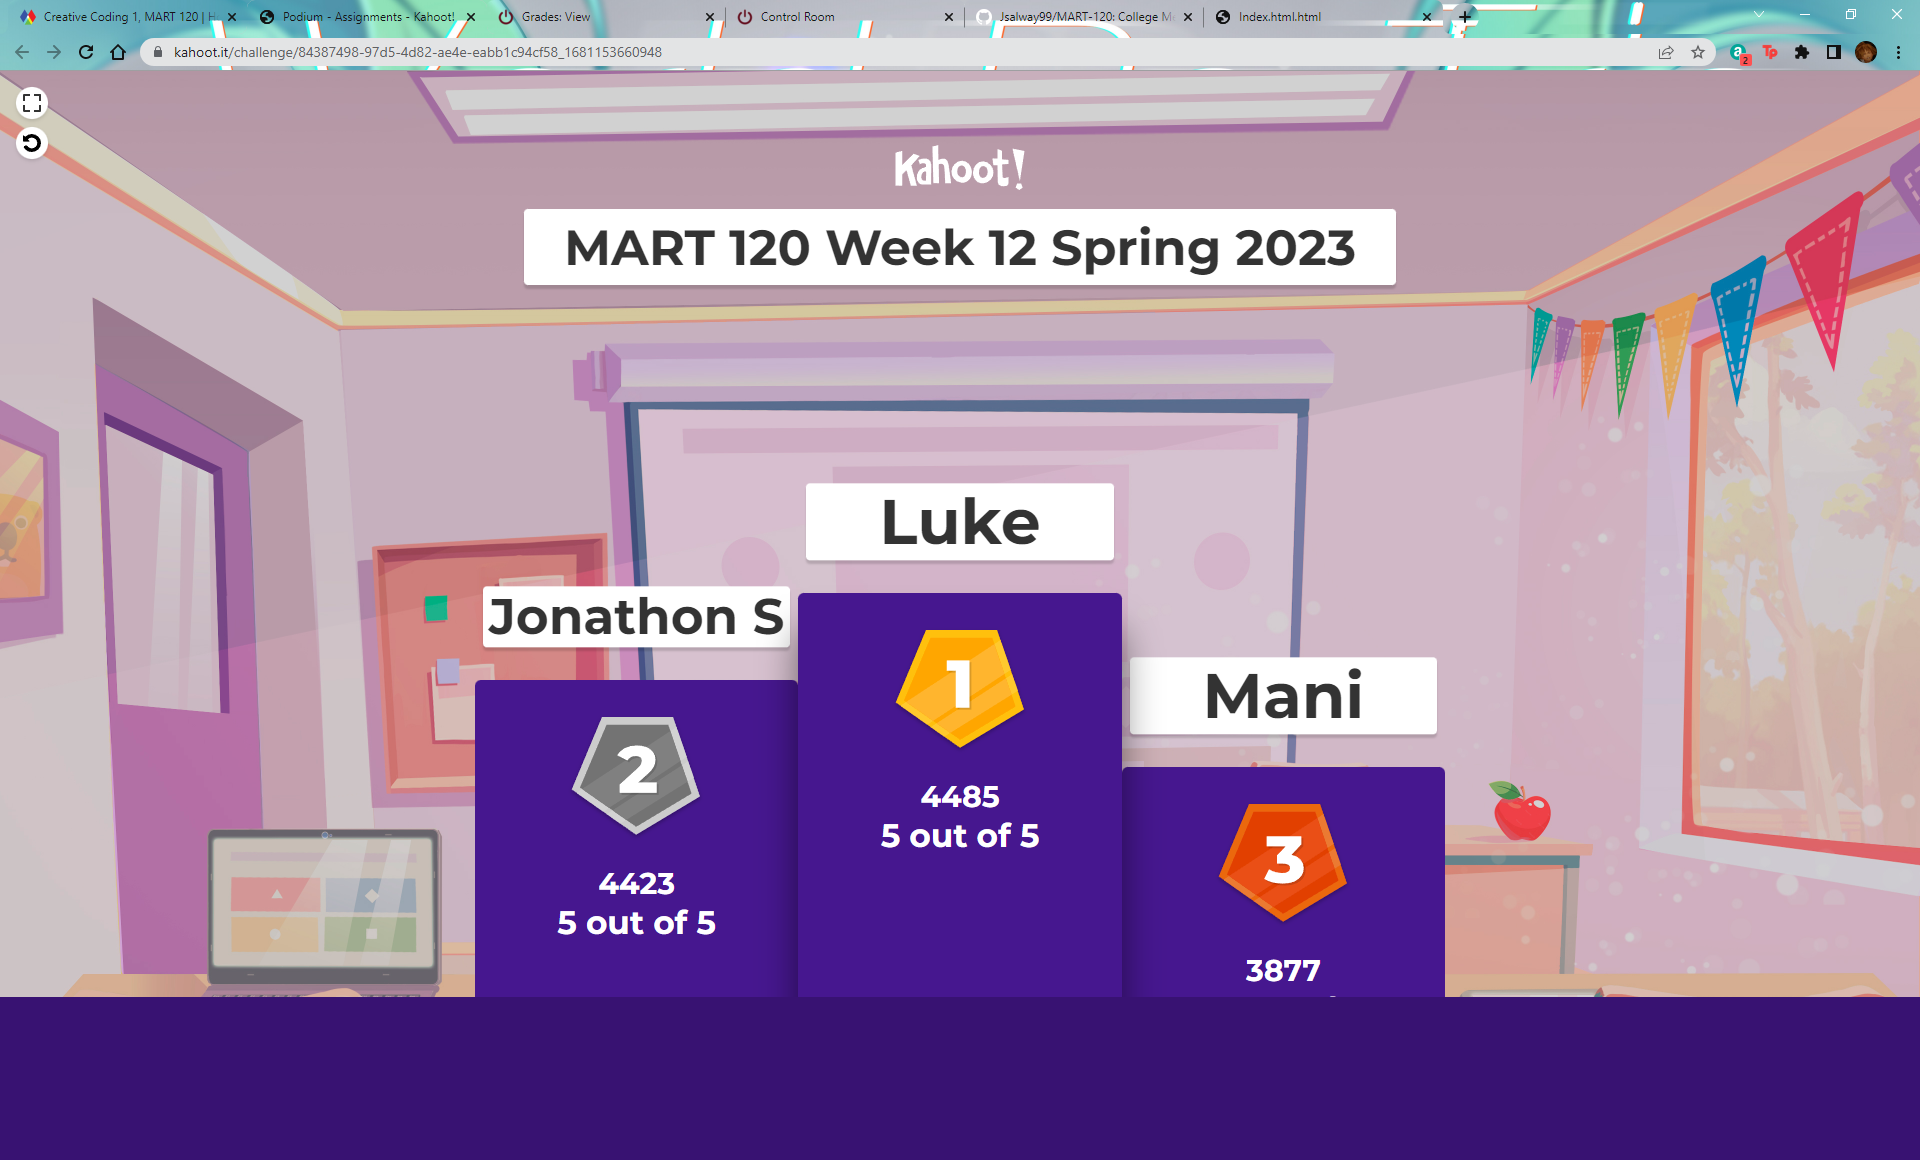 Creative Coding 1, MART 120 | H
Podium - Assignments - Kahoot!
Grades: View
Control Room
Jsalway99/MART-120: College M
Index.html.html
kahoot.it/challenge/84387498-97d5-4d82-ae4e-eabb1c94cf58_1681153660948
a
2
Tp
Kahoot!
MART 120 Week 12 Spring 2023
Luke
Jonathon S
Mani
1
2
3
4485
5 out of 5
4423
5 out of 5
3877